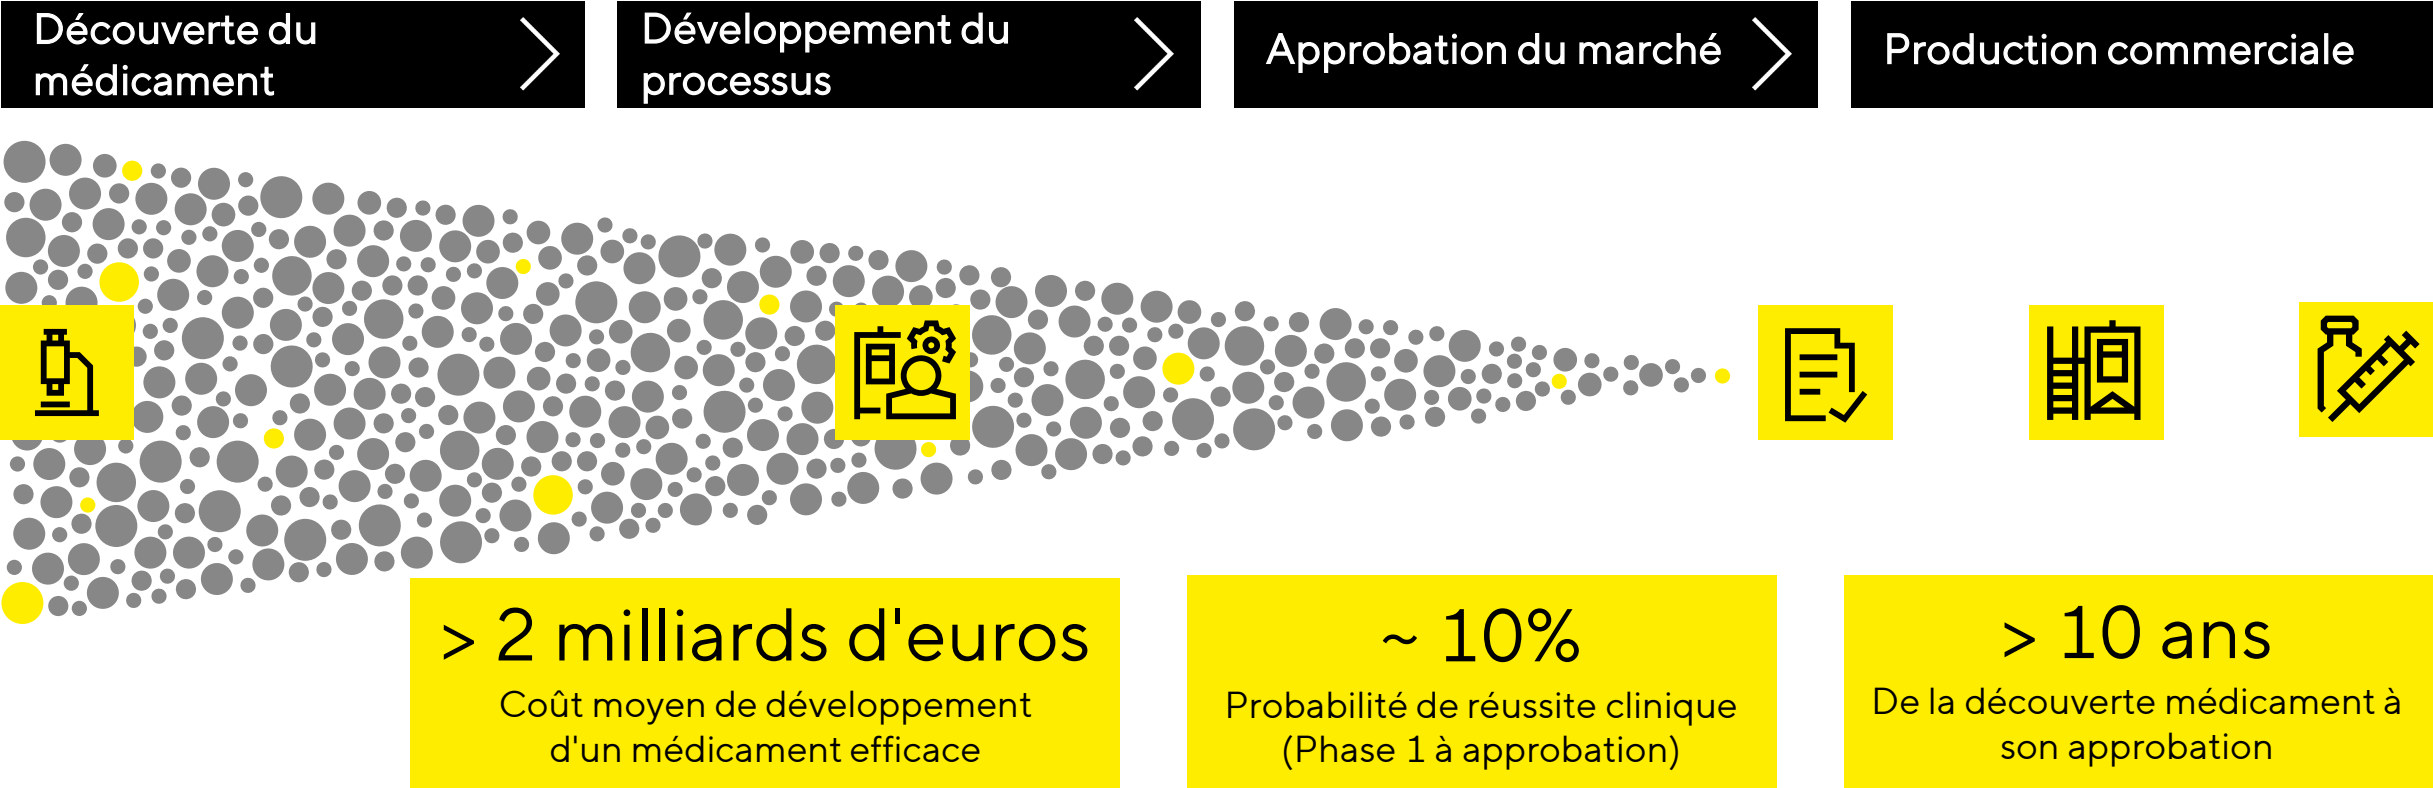 Découverte du
médicament
Développement du
processus
Approbation du marché
Production commerciale
> 2 milliards d'euros
Coût moyen de développement
d'un médicament efficace
~ 10%
Probabilité de réussite clinique
(Phase 1 à approbation)
> 10 ans
De la découverte médicament à
son approbation